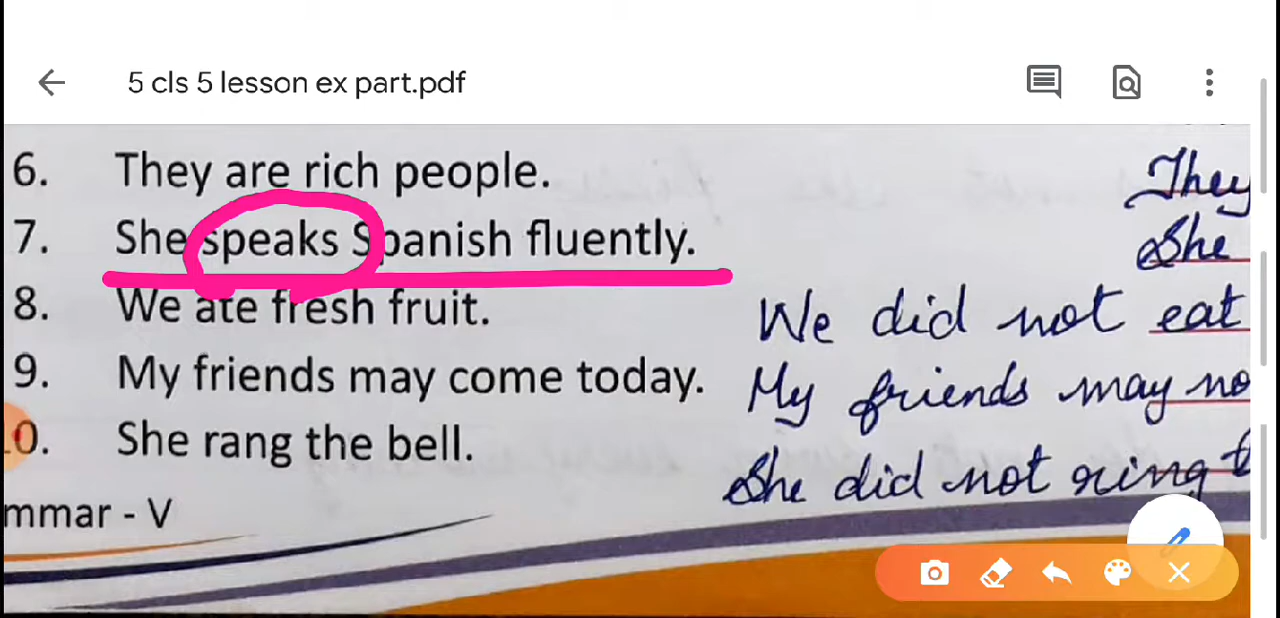 5 cls 5 lesson ex part.pdf
6. They are rich people. They
7. She speaks Spanish fluently. She
8. We ate fresh fruit. We did not eat
9. My friends may come today. My friends may no
10. She rang the bell. She did not ring t
mmar - V